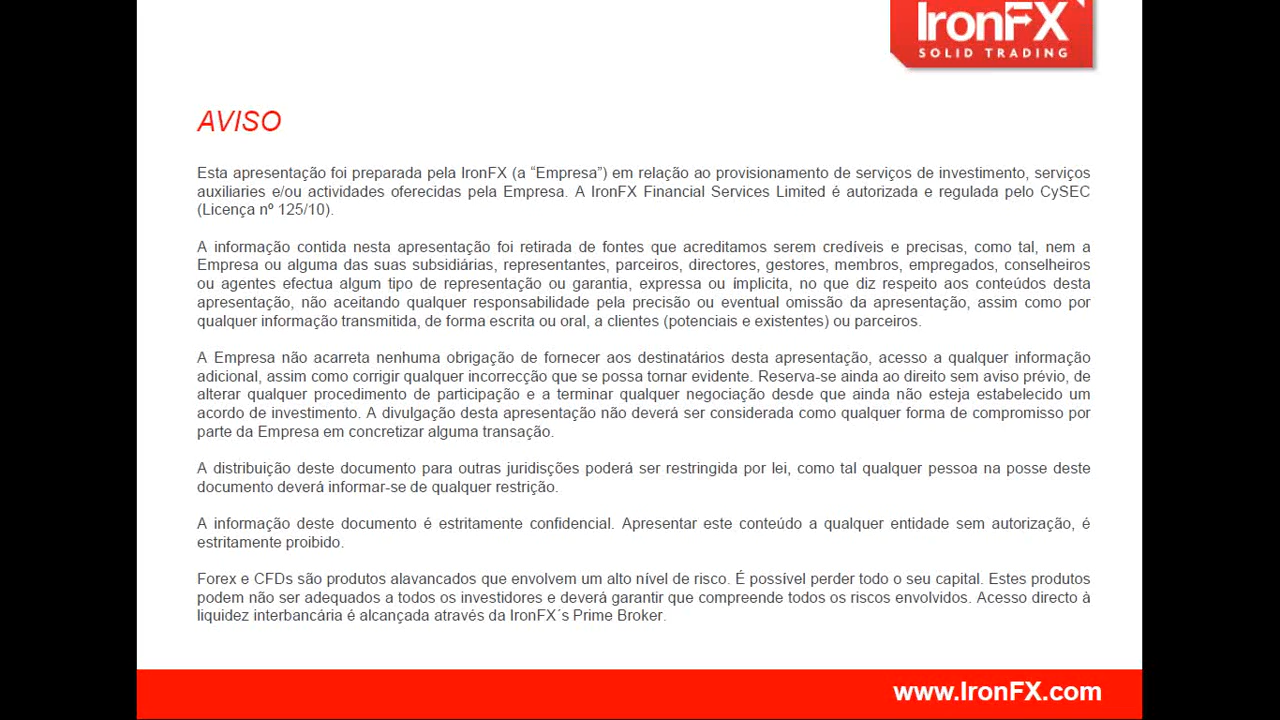 IronFX
SOLID TRADING
AVISO
Esta apresentação foi preparada pela IronFX (a “Empresa”) em relação ao provisionamento de serviços de investimento, serviços
auxiliaries e/ou actividades oferecidas pela Empresa. A IronFX Financial Services Limited é autorizada e regulada pelo CySEC
(Licença nº 125/10).
A informação contida nesta apresentação foi retirada de fontes que acreditamos serem credíveis e precisas, como tal, nem a
Empresa ou alguma das suas subsidiárias, representantes, parceiros, directores, gestores, membros, empregados, conselheiros
ou agentes efectua algum tipo de representação ou garantia, expressa ou ímplicita, no que diz respeito aos conteúdos desta
apresentação, não aceitando qualquer responsabilidade pela precisão ou eventual omissão da apresentação, assim como por
qualquer informação transmitida, de forma escrita ou oral, a clientes (potenciais e existentes) ou parceiros.
A Empresa não acarreta nenhuma obrigação de fornecer aos destinatários desta apresentação, acesso a qualquer informação
adicional, assim como corrigir qualquer incorrecção que se possa tornar evidente. Reserva-se ainda ao direito sem aviso prévio, de
alterar qualquer procedimento de participação e a terminar qualquer negociação desde que ainda não esteja estabelecido um
acordo de investimento. A divulgação desta apresentação não deverá ser considerada como qualquer forma de compromisso por
parte da Empresa em concretizar alguma transação.
A distribuição deste documento para outras juridisções poderá ser restringida por lei, como tal qualquer pessoa na posse deste
documento deverá informar-se de qualquer restrição.
A informação deste documento é estritamente confidencial. Apresentar este conteúdo a qualquer entidade sem autorização, é
estritamente proibido.
Forex e CFDs são produtos alavancados que envolvem um alto nível de risco. É possível perder todo o seu capital. Estes produtos
podem não ser adequados a todos os investidores e deverá garantir que compreende todos os riscos envolvidos. Acesso directo à
liquidez interbancária é alcançada através da IronFX´s Prime Broker.
www.IronFX.com